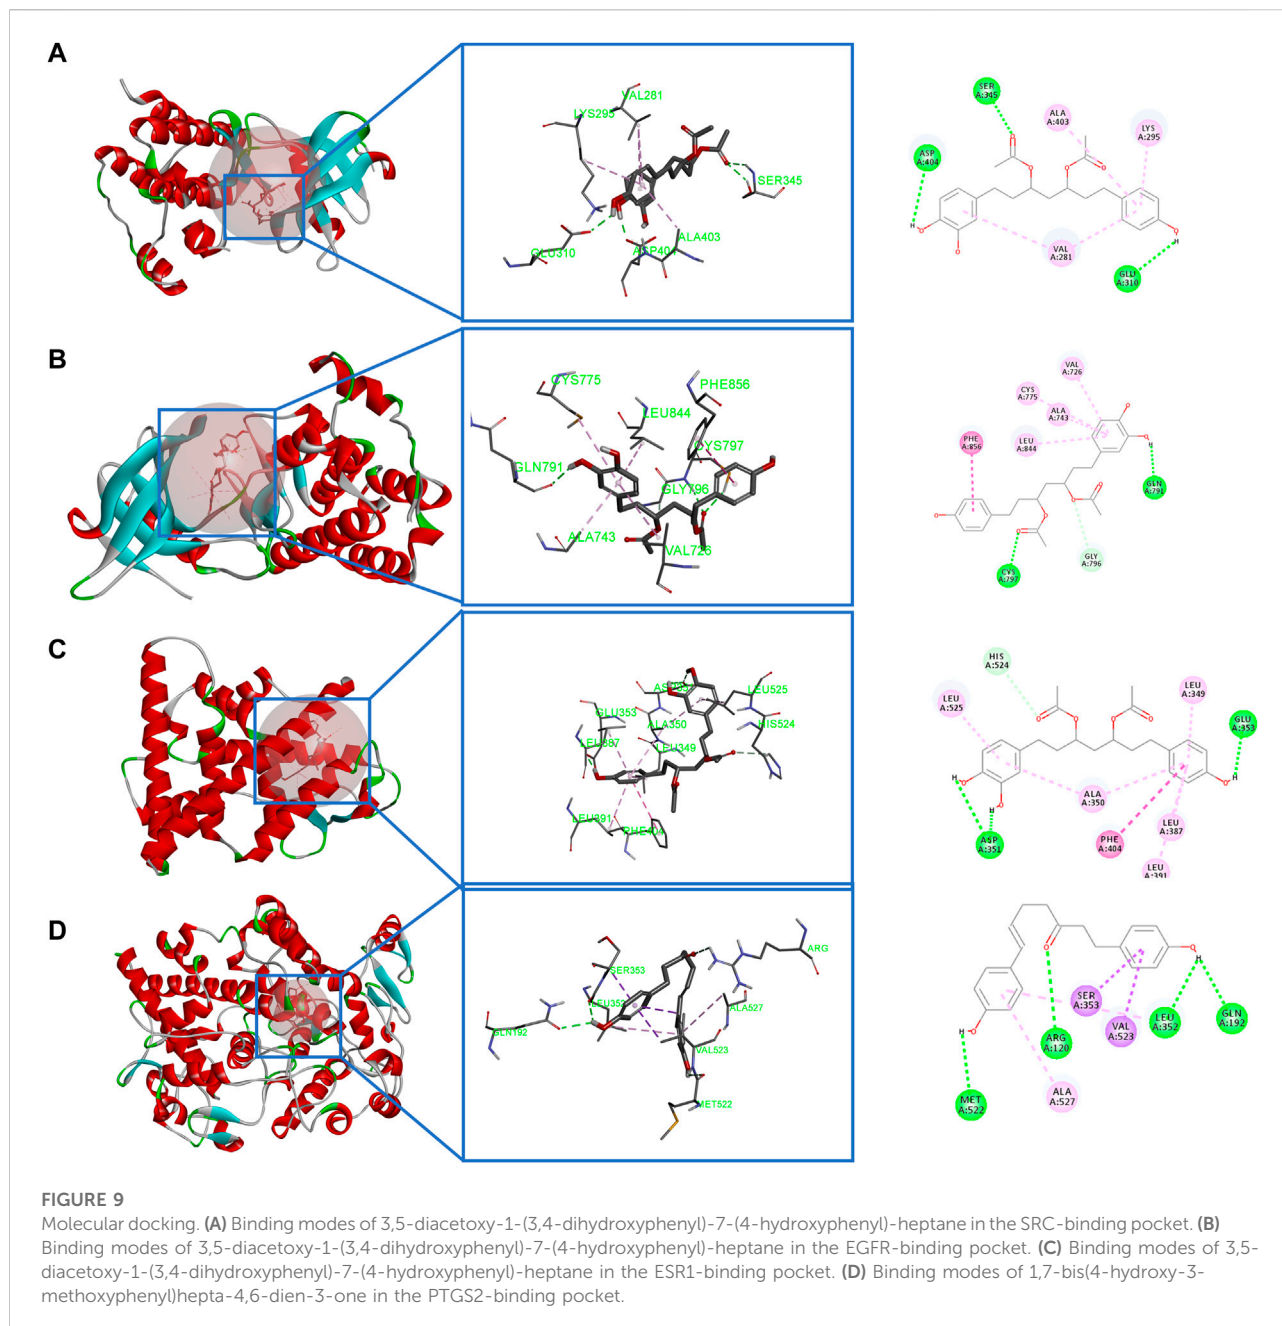 A
VAL281
LYS295
SER345
GLU310
ALA403
SER
A:345
ALA
A:403
LYS
A:295
ASP
A:404
VAL
A:281
GLU
A:310
H
O
O
O
O
O
O
O
H
B
CYS775
PHE856
LEU844
CYS797
GLN791
GLY796
ALA743
VAL726
VAL
A:726
CYS
A:775
ALA
A:743
PHE
A:856
LEU
A:844
GLN
A:791
CYS
A:797
GLY
A:796
O
O
H
O
O
O
O
O
C
LEU525
GLU353
ALA350
HIS524
LEU387
LEU349
LEU391
HIS
A:524
LEU
A:349
LEU
A:525
GLU
A:353
ALA
A:350
LEU
A:387
ASP
A:351
PHE
A:404
LEU
A:391
O
O
O
O
H
O
O
H
O
H
D
ARG
SER353
LEU352
ALA527
GLN192
VAL523
MET522
SER
A:353
VAL
A:523
LEU
A:352
GLN
A:192
ARG
A:120
ALA
A:527
MET
A:522
O
O
H
H
O
FIGURE 9
Molecular docking. (A) Binding modes of 3,5-diacetoxy-1-(3,4-dihydroxyphenyl)-7-(4-hydroxyphenyl)-heptane in the SRC-binding pocket. (B)
Binding modes of 3,5-diacetoxy-1-(3,4-dihydroxyphenyl)-7-(4-hydroxyphenyl)-heptane in the EGFR-binding pocket. (C) Binding modes of 3,5-
diacetoxy-1-(3,4-dihydroxyphenyl)-7-(4-hydroxyphenyl)-heptane in the ESR1-binding pocket. (D) Binding modes of 1,7-bis(4-hydroxy-3-
methoxyphenyl)hepta-4,6-dien-3-one in the PTGS2-binding pocket.